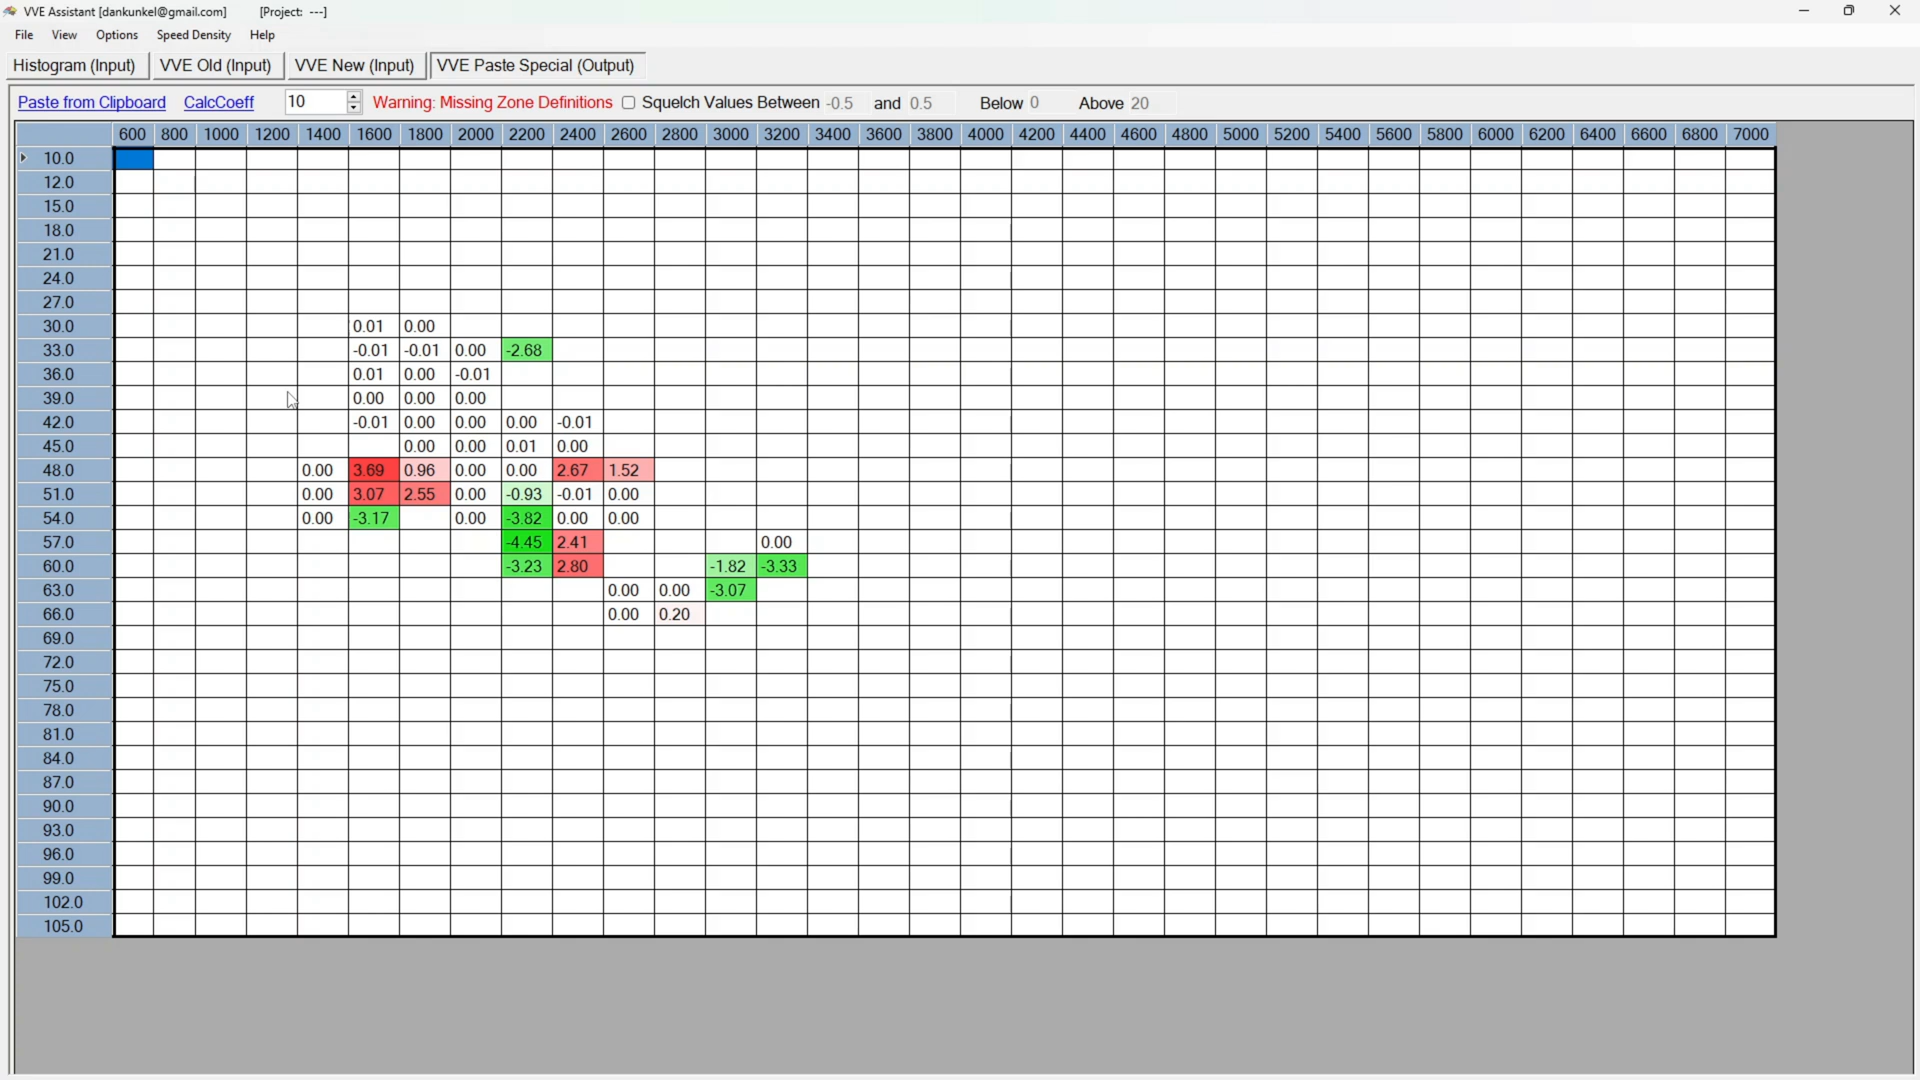 VVE Assistant [dankunkel@gmail.com] [Project: ---]
File View Options Speed Density Help
Histogram (Input) VVE Old (Input) VVE New (Input) VVE Paste Special (Output)
Paste from Clipboard CalcCoeff 10 Warning: Missing Zone Definitions Squelch Values Between -0.5 and 0.5 Below 0 Above 20
600 800 1000 1200 1400 1600 1800 2000 2200 2400 2600 2800 3000 3200 3400 3600 3800 4000 4200 4400 4600 4800 5000 5200 5400 5600 5800 6000 6200 6400 6600 6800 7000
10.0
12.0
15.0
18.0
21.0
24.0
27.0
30.0 0.01 0.00
33.0 -0.01 -0.01 0.00 -2.68
36.0 0.01 0.00 -0.01
39.0 0.00 0.00 0.00
42.0 -0.01 0.00 0.00 0.00 -0.01
45.0 0.00 0.00 0.01 0.00
48.0 0.00 3.69 0.96 0.00 0.00 2.67 1.52
51.0 0.00 3.07 2.55 0.00 -0.93 -0.01 0.00
54.0 0.00 -3.17 0.00 -3.82 0.00 0.00
57.0 -4.45 2.41 0.00
60.0 -3.23 2.80 -1.82 -3.33
63.0 0.00 0.00 -3.07
66.0 0.00 0.20
69.0
72.0
75.0
78.0
81.0
84.0
87.0
90.0
93.0
96.0
99.0
102.0
105.0